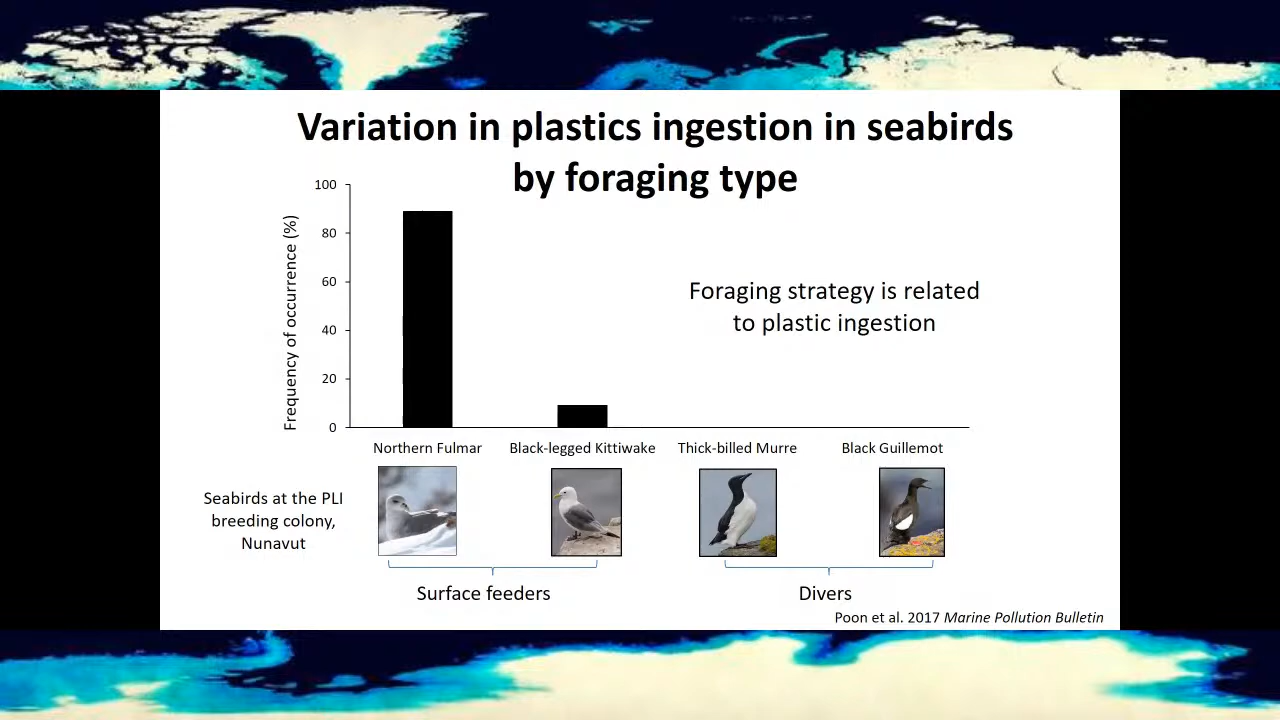 Variation in plastics ingestion in seabirds
by foraging type
Frequency of occurrence (%)
100
80
60
40
20
0
Foraging strategy is related
to plastic ingestion
Northern Fulmar
Black-legged Kittiwake
Thick-billed Murre
Black Guillemot
Seabirds at the PLI
breeding colony,
Nunavut
Surface feeders
Divers
Poon et al. 2017 Marine Pollution Bulletin